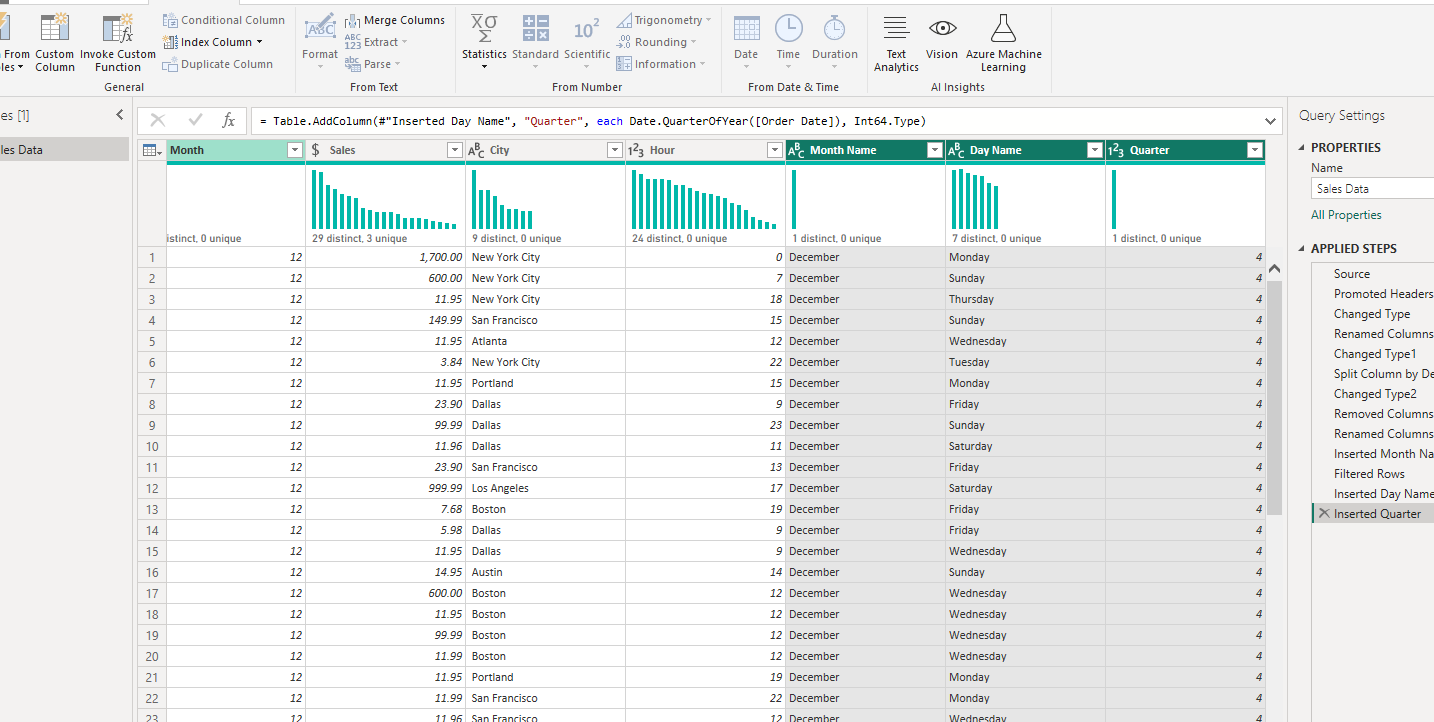 From Custom Invoke Custom
les Column Function
Conditional Column
Index Column
Duplicate Column
General
Format
Merge Columns
Extract
Parse
From Text
Statistics Standard Scientific
Trigonometry
Rounding
Information
From Number
Date Time Duration
From Date & Time
Text Analytics Vision Azure Machine Learning
AI Insights
es [1]
les Data
= Table.AddColumn(#"Inserted Day Name", "Quarter", each Date.QuarterOfYear([Order Date]), Int64.Type)
Month $ Sales ABC City 123 Hour ABC Month Name ABC Day Name 123 Quarter
istinct, 0 unique 29 distinct, 3 unique 9 distinct, 0 unique 24 distinct, 0 unique 1 distinct, 0 unique 7 distinct, 0 unique 1 distinct, 0 unique
1 12 1,700.00 New York City 0 December Monday 4
2 12 600.00 New York City 7 December Sunday 4
3 12 11.95 New York City 18 December Thursday 4
4 12 149.99 San Francisco 15 December Sunday 4
5 12 11.95 Atlanta 12 December Wednesday 4
6 12 3.84 New York City 22 December Tuesday 4
7 12 11.95 Portland 15 December Monday 4
8 12 23.90 Dallas 9 December Friday 4
9 12 99.99 Dallas 23 December Sunday 4
10 12 11.96 Dallas 11 December Saturday 4
11 12 23.90 San Francisco 13 December Friday 4
12 12 999.99 Los Angeles 17 December Saturday 4
13 12 7.68 Boston 19 December Friday 4
14 12 5.98 Dallas 9 December Friday 4
15 12 11.95 Dallas 9 December Wednesday 4
16 12 14.95 Austin 14 December Sunday 4
17 12 600.00 Boston 12 December Wednesday 4
18 12 11.95 Boston 12 December Wednesday 4
19 12 99.99 Boston 12 December Wednesday 4
20 12 11.99 Boston 12 December Wednesday 4
21 12 11.95 Portland 19 December Monday 4
22 12 11.99 San Francisco 22 December Monday 4
23 12 11.96 San Francisco 12 December Wednesday 4
Query Settings
PROPERTIES
Name
Sales Data
All Properties
APPLIED STEPS
Source
Promoted Headers
Changed Type
Renamed Columns
Changed Type1
Split Column by De
Changed Type2
Removed Columns
Renamed Columns
Inserted Month Na
Filtered Rows
Inserted Day Name
Inserted Quarter